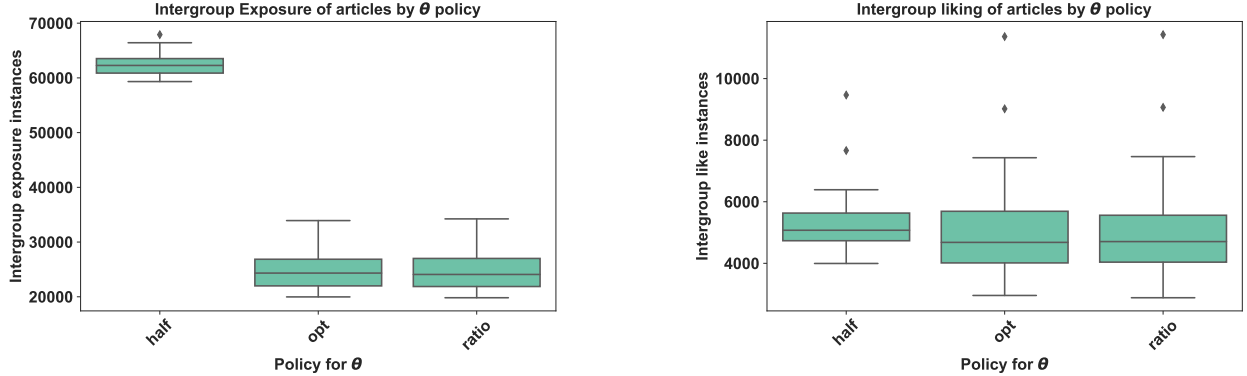 Intergroup Exposure of articles by θ policy
Intergroup exposure instances
70000
60000
50000
40000
30000
20000
half
opt
ratio
Policy for θ
Intergroup liking of articles by θ policy
Intergroup like instances
10000
8000
6000
4000
half
opt
ratio
Policy for θ